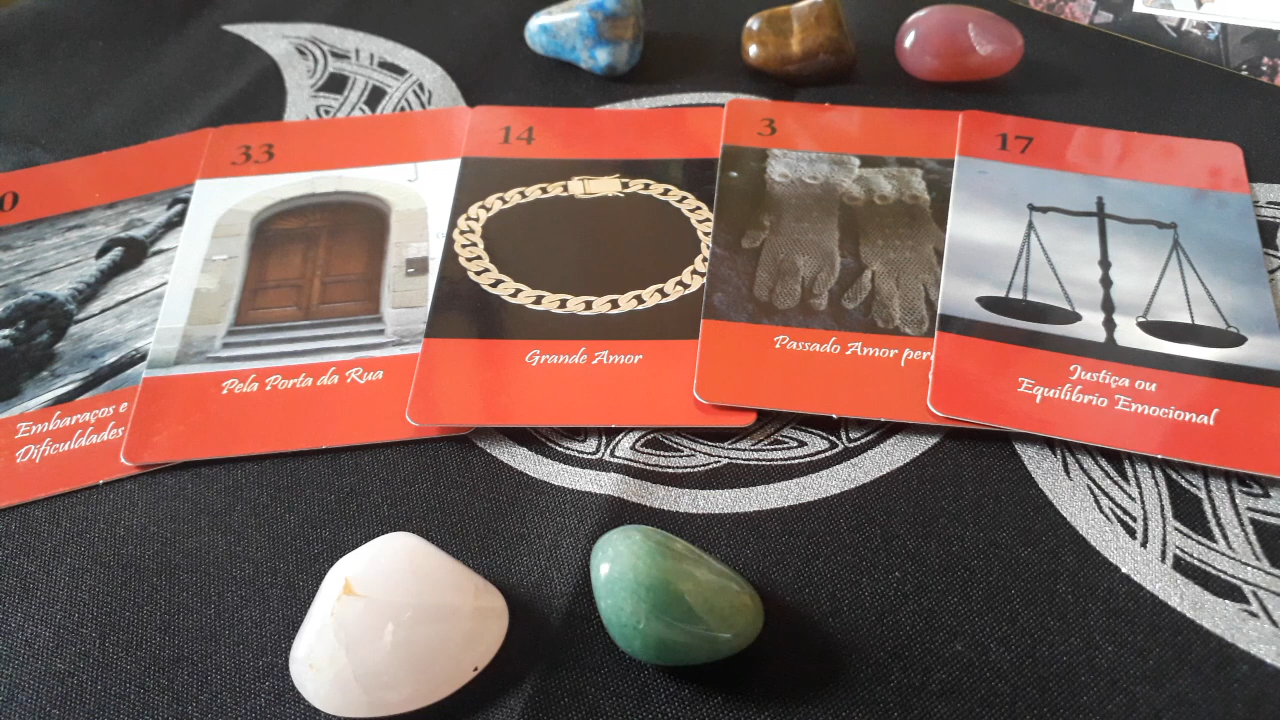 0
Embaraços e
Dificuldades
33
Pela Porta da Rua
14
Grande Amor
3
Passado Amor per
17
Justiça ou
Equilíbrio Emocional